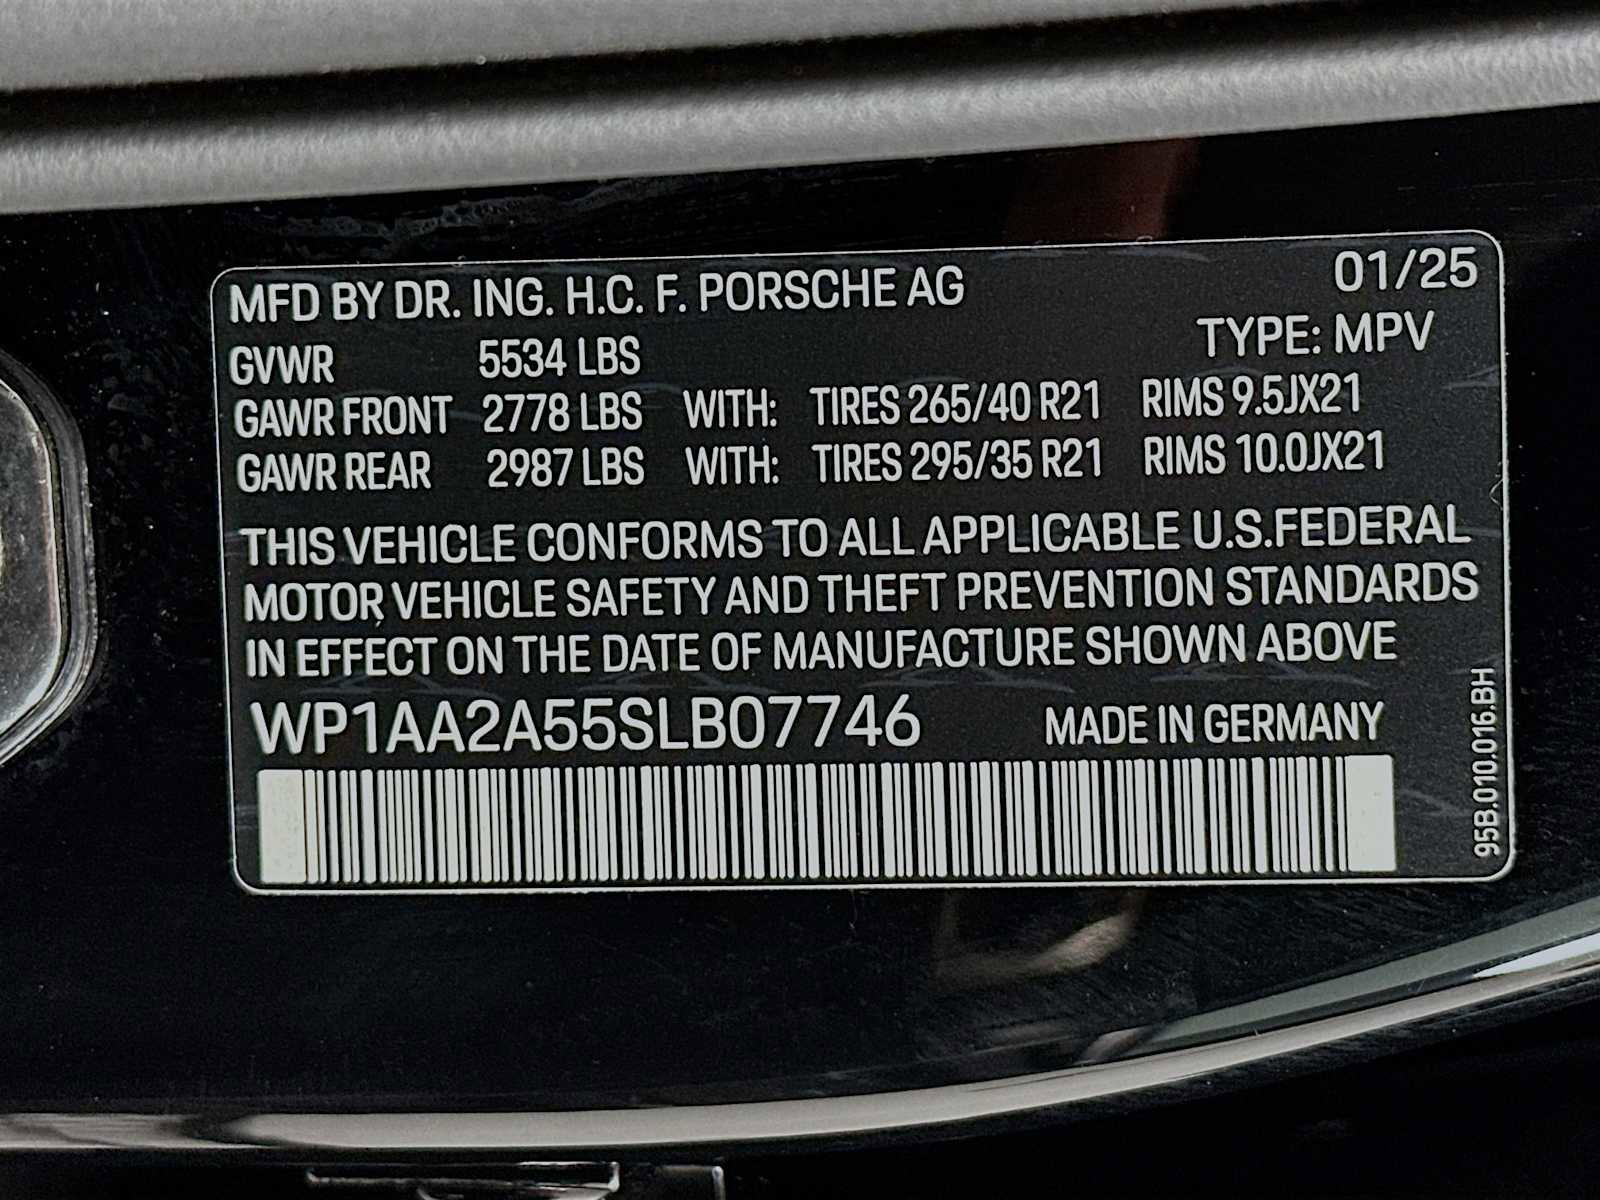 MFD BY DR. ING. H.C. F. PORSCHE AG 01/25
GVWR 5534 LBS TYPE: MPV
GAWR FRONT 2778 LBS WITH: TIRES 265/40 R21 RIMS 9.5JX21
GAWR REAR 2987 LBS WITH: TIRES 295/35 R21 RIMS 10.0JX21
THIS VEHICLE CONFORMS TO ALL APPLICABLE U.S.FEDERAL
MOTOR VEHICLE SAFETY AND THEFT PREVENTION STANDARDS
IN EFFECT ON THE DATE OF MANUFACTURE SHOWN ABOVE
WP1AA2A55SLB07746 MADE IN GERMANY
95B.010.016.BH